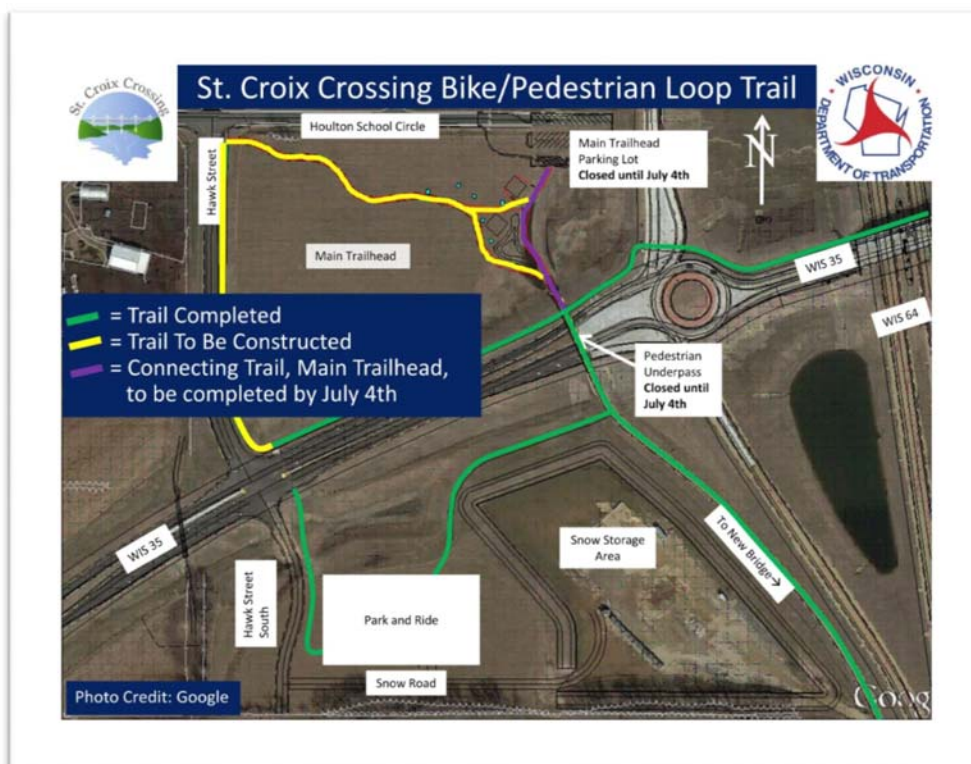 St. Croix Crossing
St. Croix Crossing Bike/Pedestrian Loop Trail
WISCONSIN
DEPARTMENT OF TRANSPORTATION
Houlton School Circle
Main Trailhead
Parking Lot
Closed until July 4th
N
Hawk Street
Main Trailhead
WIS 35
WIS 64
= Trail Completed
= Trail To Be Constructed
= Connecting Trail, Main Trailhead,
to be completed by July 4th
Pedestrian
Underpass
Closed until
July 4th
WIS 35
Snow Storage
Area
To New Bridge→
Hawk Street
South
Park and Ride
Snow Road
Photo Credit: Google
Goog